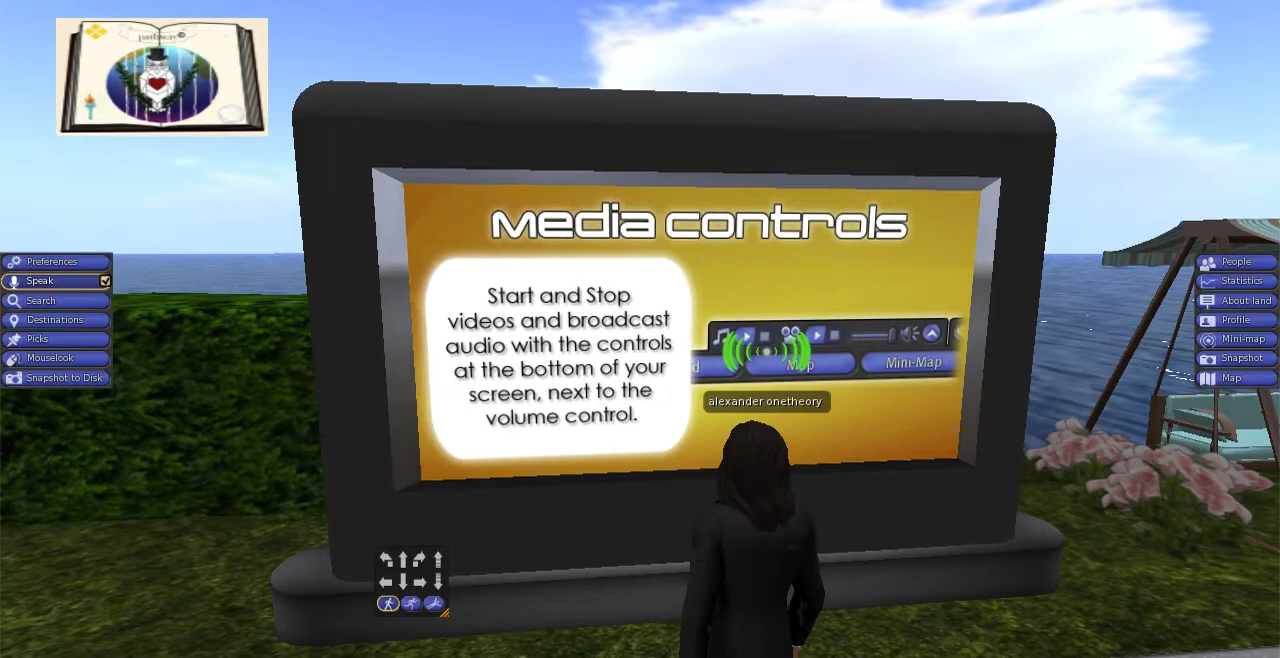 Media controls
Start and Stop
videos and broadcast
audio with the controls
at the bottom of your
screen, next to the
volume control.
d
Map
Mini-Map
alexander onetheory
Preferences
Speak
Search
Destinations
Picks
Mouselook
Snapshot to Disk
People
Statistics
About land
Profile
Mini-map
Snapshot
Map